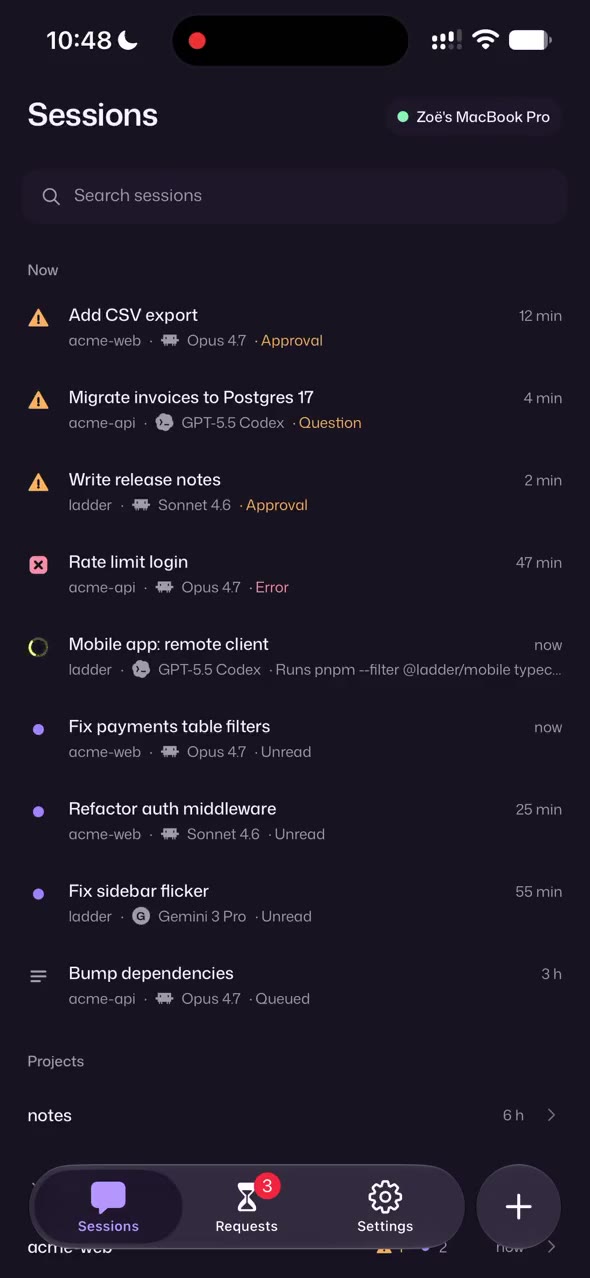 10:48
Sessions
Zoë's MacBook Pro
Search sessions
Now
Add CSV export 12 min
acme-web · Opus 4.7 · Approval
Migrate invoices to Postgres 17 4 min
acme-api · GPT-5.5 Codex · Question
Write release notes 2 min
ladder · Sonnet 4.6 · Approval
Rate limit login 47 min
acme-api · Opus 4.7 · Error
Mobile app: remote client now
ladder · GPT-5.5 Codex · Runs pnpm --filter @ladder/mobile typec...
Fix payments table filters now
acme-web · Opus 4.7 · Unread
Refactor auth middleware 25 min
acme-web · Sonnet 4.6 · Unread
Fix sidebar flicker 55 min
ladder · Gemini 3 Pro · Unread
Bump dependencies 3 h
acme-api · Opus 4.7 · Queued
Projects
notes 6 h
3
Sessions Requests Settings
acme-web 2 now